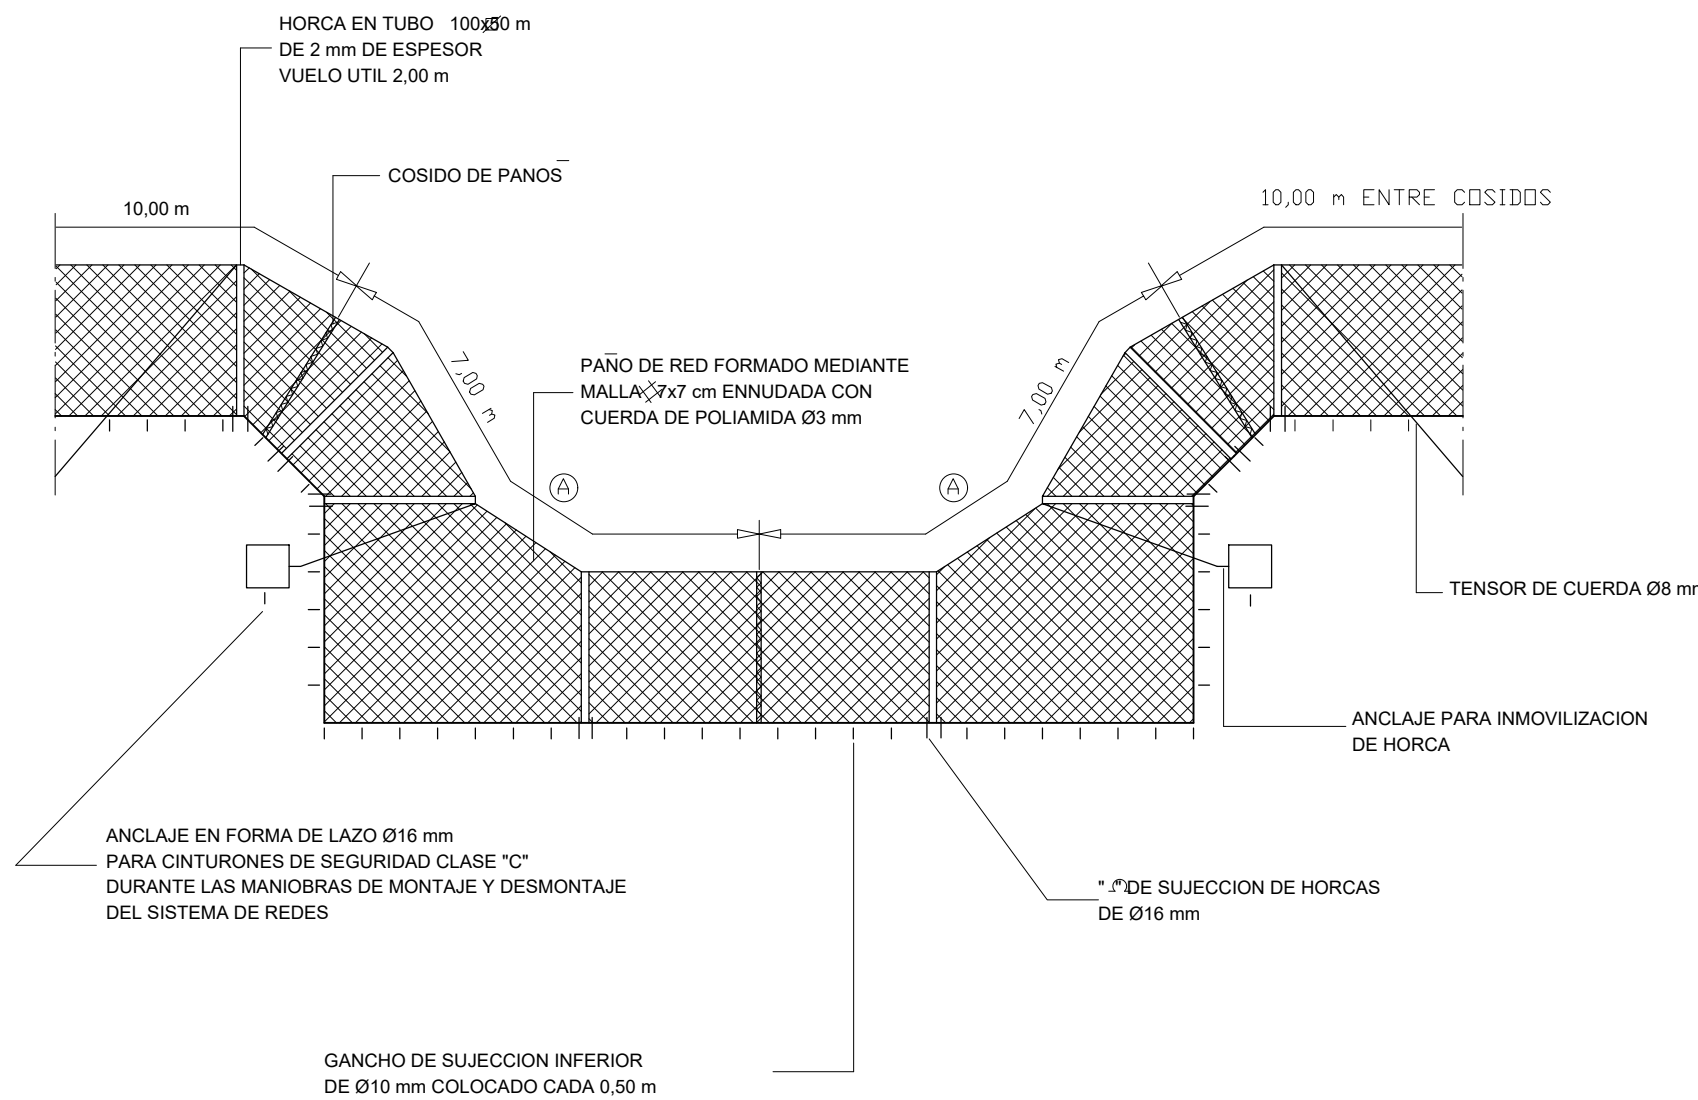 HORCA EN TUBO 100x50 m
DE 2 mm DE ESPESOR
VUELO UTIL 2,00 m
COSIDO DE PANOS
10,00 m
10,00 m ENTRE COSIDOS
7,00 m
7,00 m
PAÑO DE RED FORMADO MEDIANTE
MALLA 7x7 cm ENNUDADA CON
CUERDA DE POLIAMIDA Ø3 mm
A
A
TENSOR DE CUERDA Ø8 mm
ANCLAJE PARA INMOVILIZACION
DE HORCA
ANCLAJE EN FORMA DE LAZO Ø16 mm
PARA CINTURONES DE SEGURIDAD CLASE "C"
DURANTE LAS MANIOBRAS DE MONTAJE Y DESMONTAJE
DEL SISTEMA DE REDES
"Ω" DE SUJECCION DE HORCAS
DE Ø16 mm
GANCHO DE SUJECCION INFERIOR
DE Ø10 mm COLOCADO CADA 0,50 m